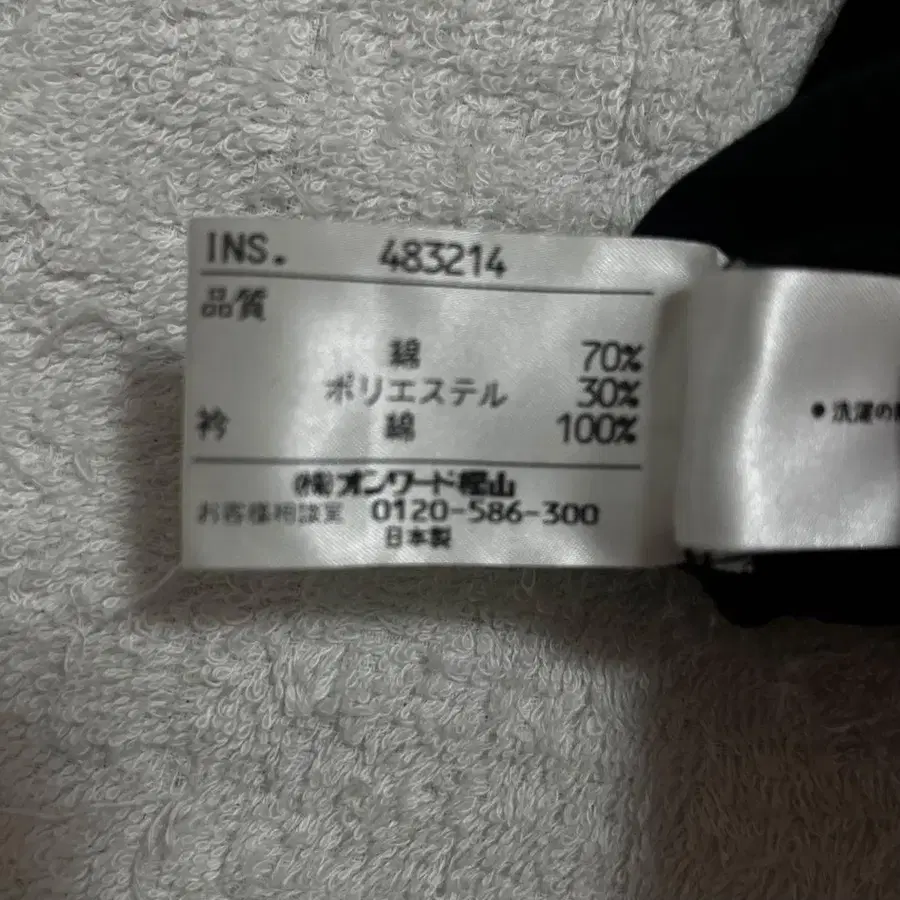 INS. 483214
品質
綿 70%
ポリエステル 30%
衿 綿 100%
(株)オンワード樫山
お客様相談室 0120-586-300
日本製
● 洗濯の